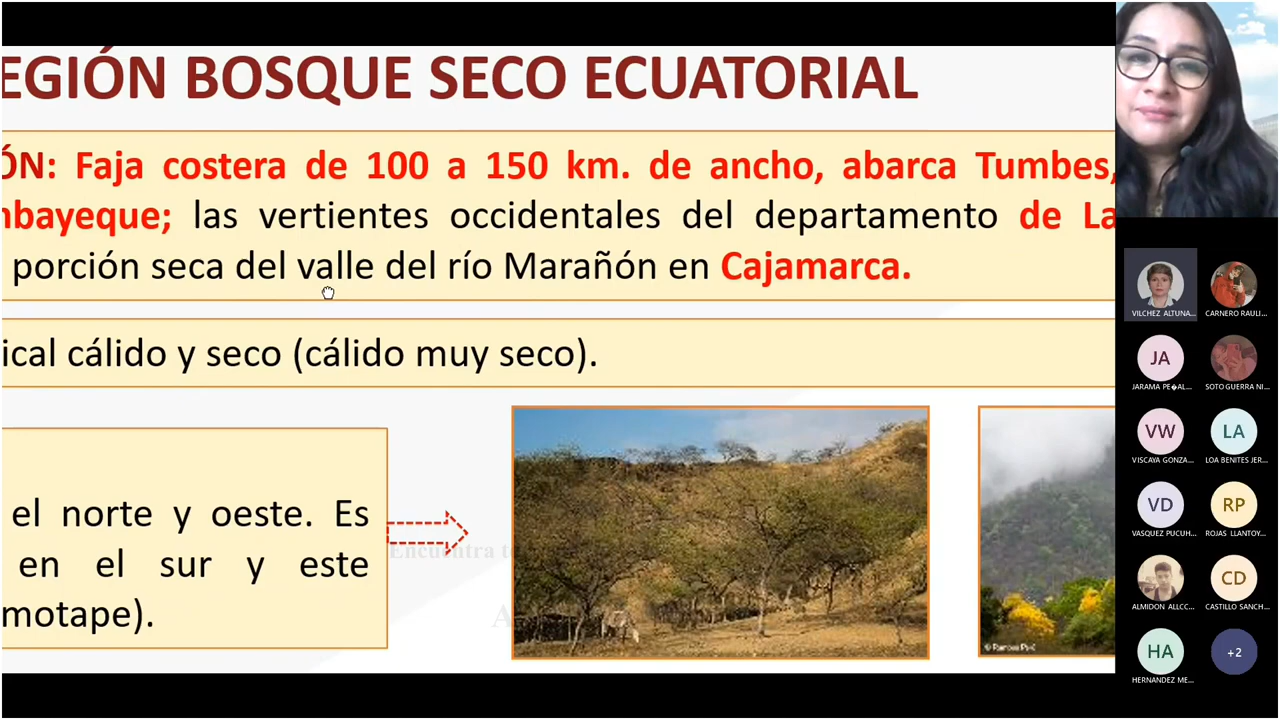 EGIÓN BOSQUE SECO ECUATORIAL
ÓN: Faja costera de 100 a 150 km. de ancho, abarca Tumbes,
mbayeque; las vertientes occidentales del departamento de La
porción seca del valle del río Marañón en Cajamarca.
ical cálido y seco (cálido muy seco).
el norte y oeste. Es
en el sur y este
motape).
Encuentra
© Ramosa Perú
VILCHEZ ALTUNA...
CARNERO RAULI...
JA
JARAMA PE�AL...
SOTO GUERRA NI...
VW
VISCAYA GONZA...
LA
LOA BENITES JER...
VD
VASQUEZ PUCUH...
RP
ROJAS LLANTOY...
ALMIDON ALLCC...
CD
CASTILLO SANCH...
HA
HERNANDEZ ME...
+2